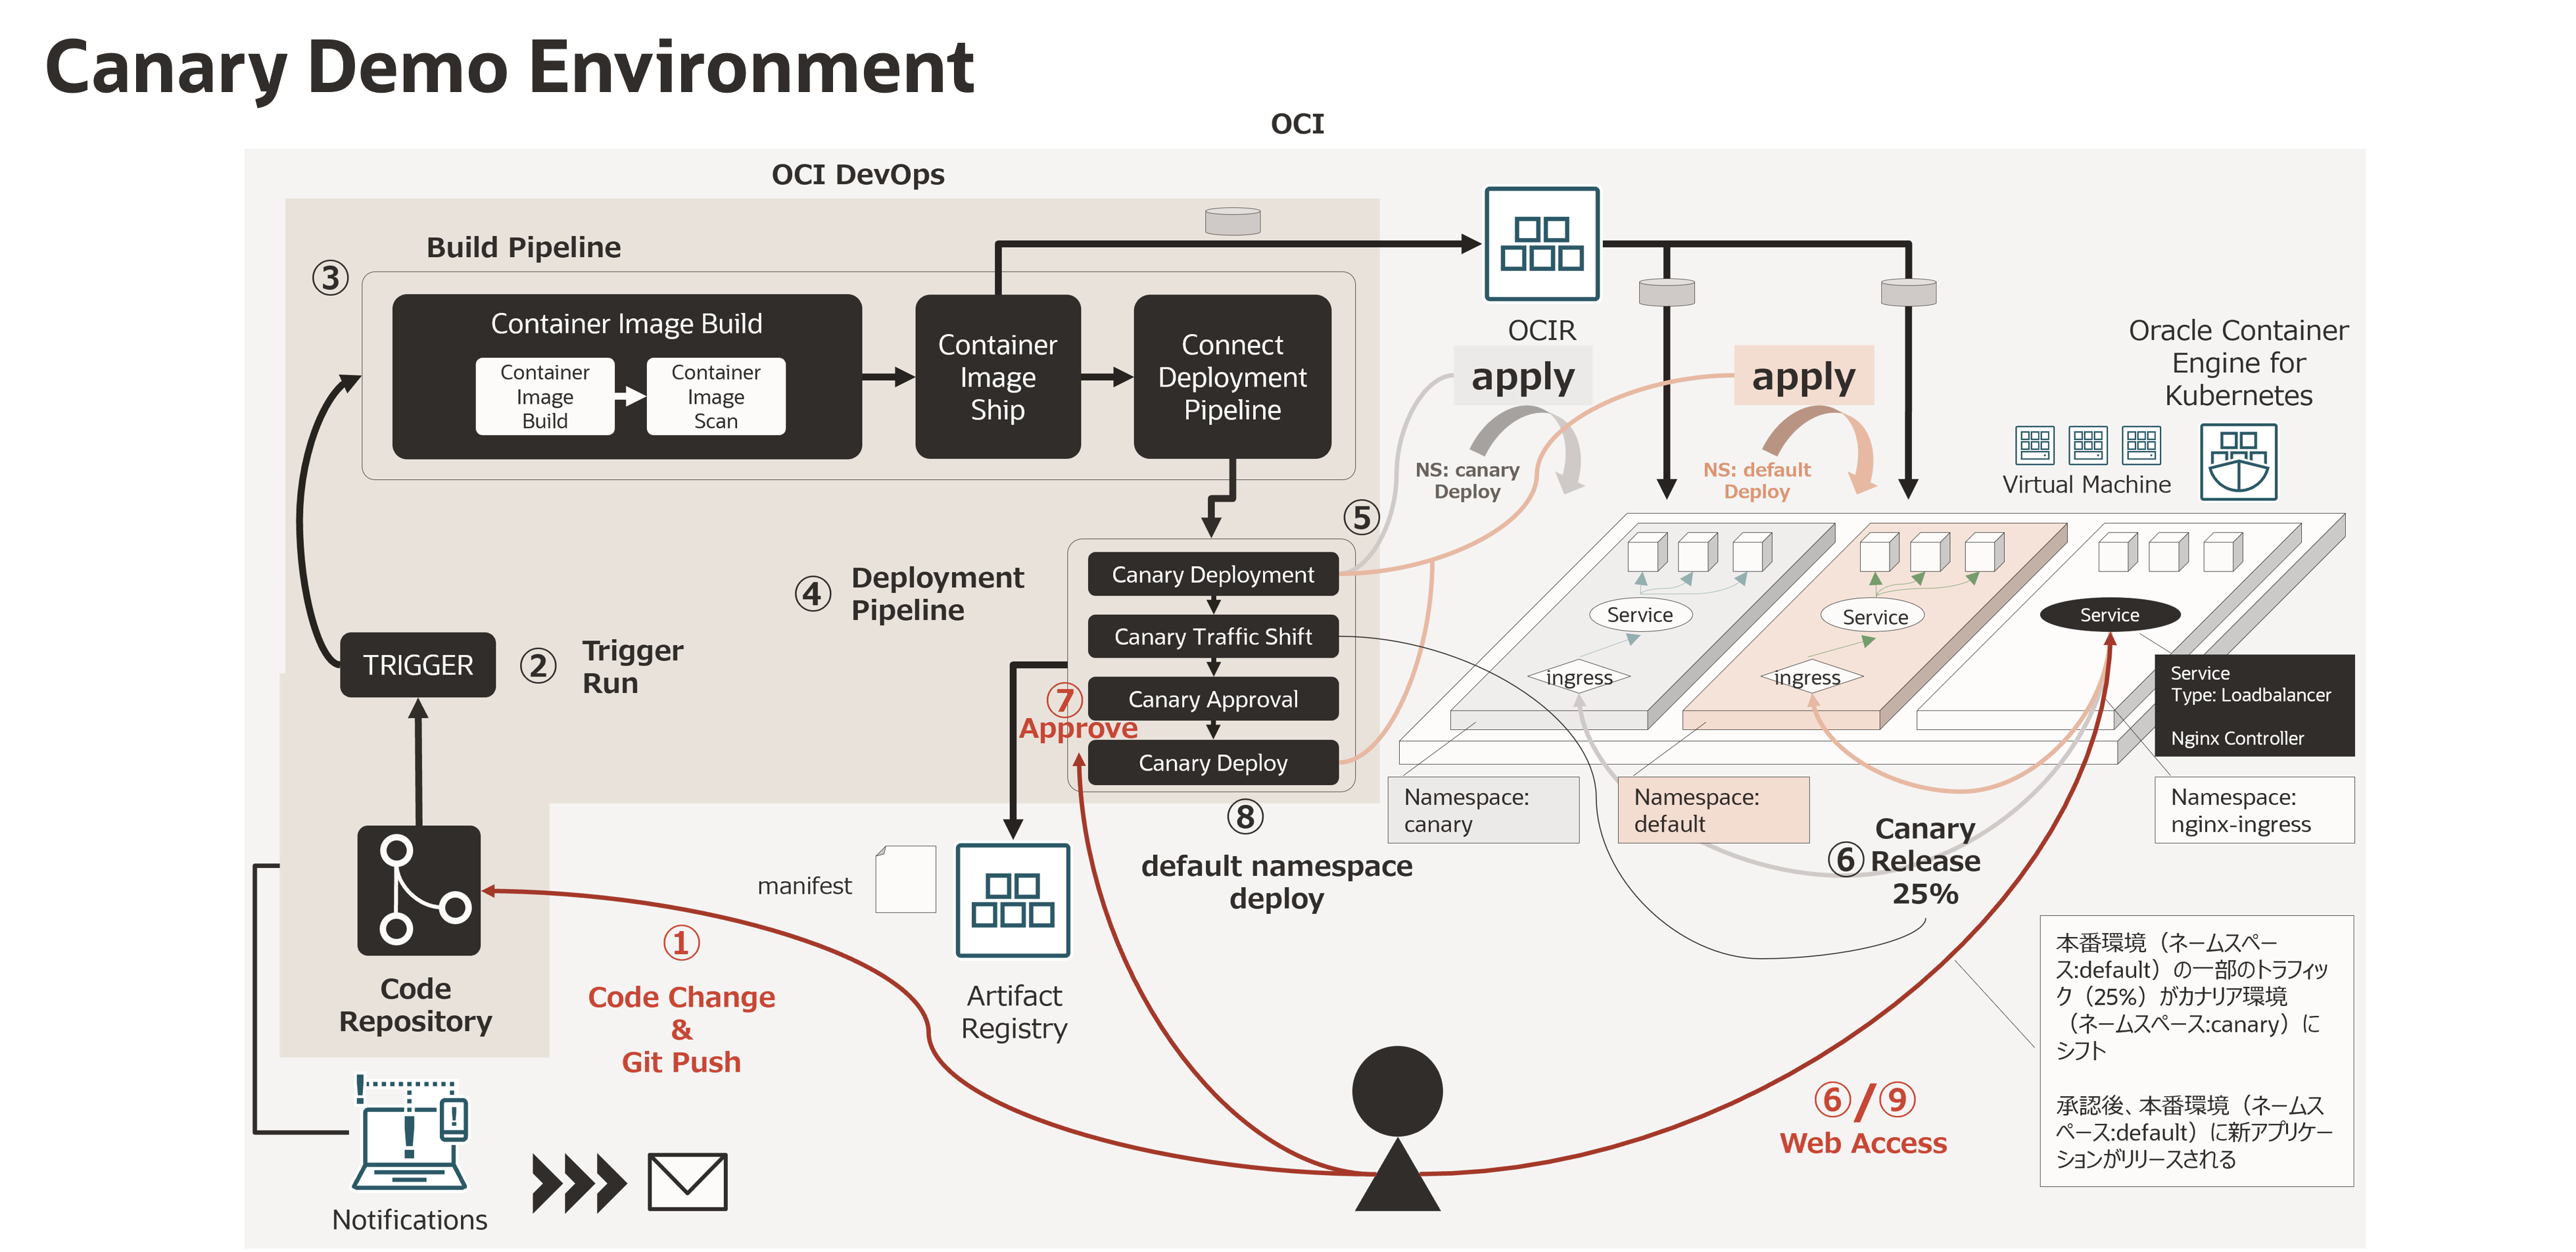 Canary Demo Environment
OCI
OCI DevOps
Build Pipeline
③
Container Image Build
Container
Image
Build
Container
Image
Scan
Container
Image
Ship
Connect
Deployment
Pipeline
OCIR
apply
apply
NS: canary
Deploy
NS: default
Deploy
Oracle Container
Engine for
Kubernetes
Virtual Machine
⑤
④
Deployment
Pipeline
Canary Deployment
Canary Traffic Shift
Canary Approval
Canary Deploy
⑦
Approve
TRIGGER
②
Trigger
Run
Service
Service
Service
ingress
ingress
Service
Type: Loadbalancer
Nginx Controller
Namespace:
canary
Namespace:
default
Namespace:
nginx-ingress
⑧
default namespace
deploy
⑥
Canary
Release
25%
manifest
Artifact
Registry
Code
Repository
①
Code Change
&
Git Push
⑥/⑨
Web Access
本番環境（ネームスペー
ス:default）の一部のトラフィッ
ク（25%）がカナリア環境
（ネームスペース:canary）に
シフト
承認後、本番環境（ネームス
ペース:default）に新アプリケー
ションがリリースされる
Notifications